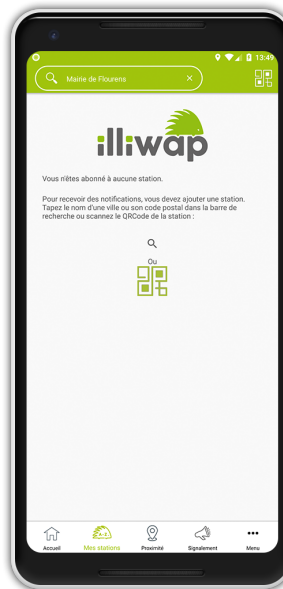 13:49
Mairie de Flourens
illiwap
Vous n'êtes abonné à aucune station.
Pour recevoir des notifications, vous devez ajouter une station.
Tapez le nom d'une ville ou son code postal dans la barre de
recherche ou scannez le QRCode de la station :
Ou
Accueil
Mes stations
Proximité
Signalement
Menu